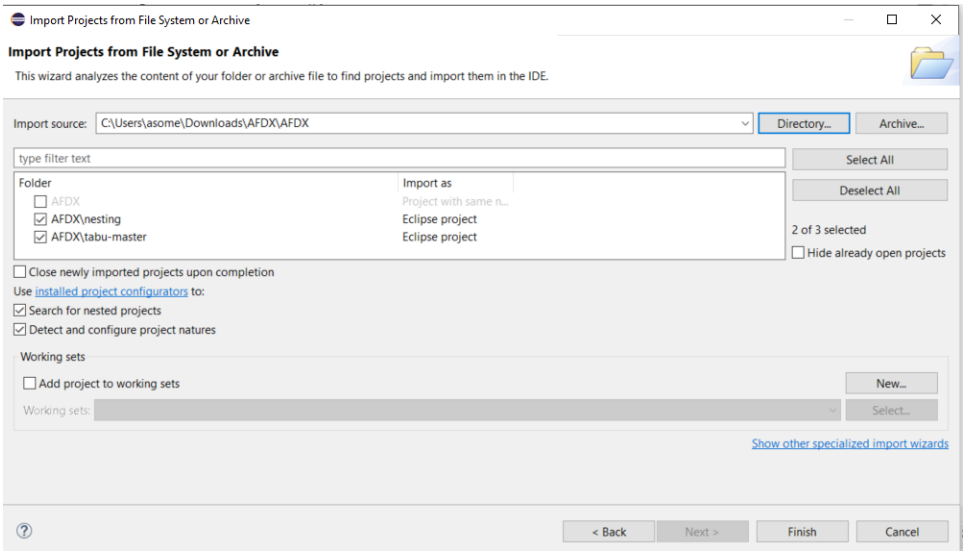 Import Projects from File System or Archive
Import Projects from File System or Archive
This wizard analyzes the content of your folder or archive file to find projects and import them in the IDE.
Import source: C:\Users\asome\Downloads\AFDX\AFDX Directory... Archive...
type filter text Select All
Folder Import as
Deselect All
AFDX Project with same n...
AFDX\nesting Eclipse project
AFDX\tabu-master Eclipse project
2 of 3 selected
Hide already open projects
Close newly imported projects upon completion
Use installed project configurators to:
Search for nested projects
Detect and configure project natures
Working sets
Add project to working sets New...
Working sets: Select...
Show other specialized import wizards
? < Back Next > Finish Cancel